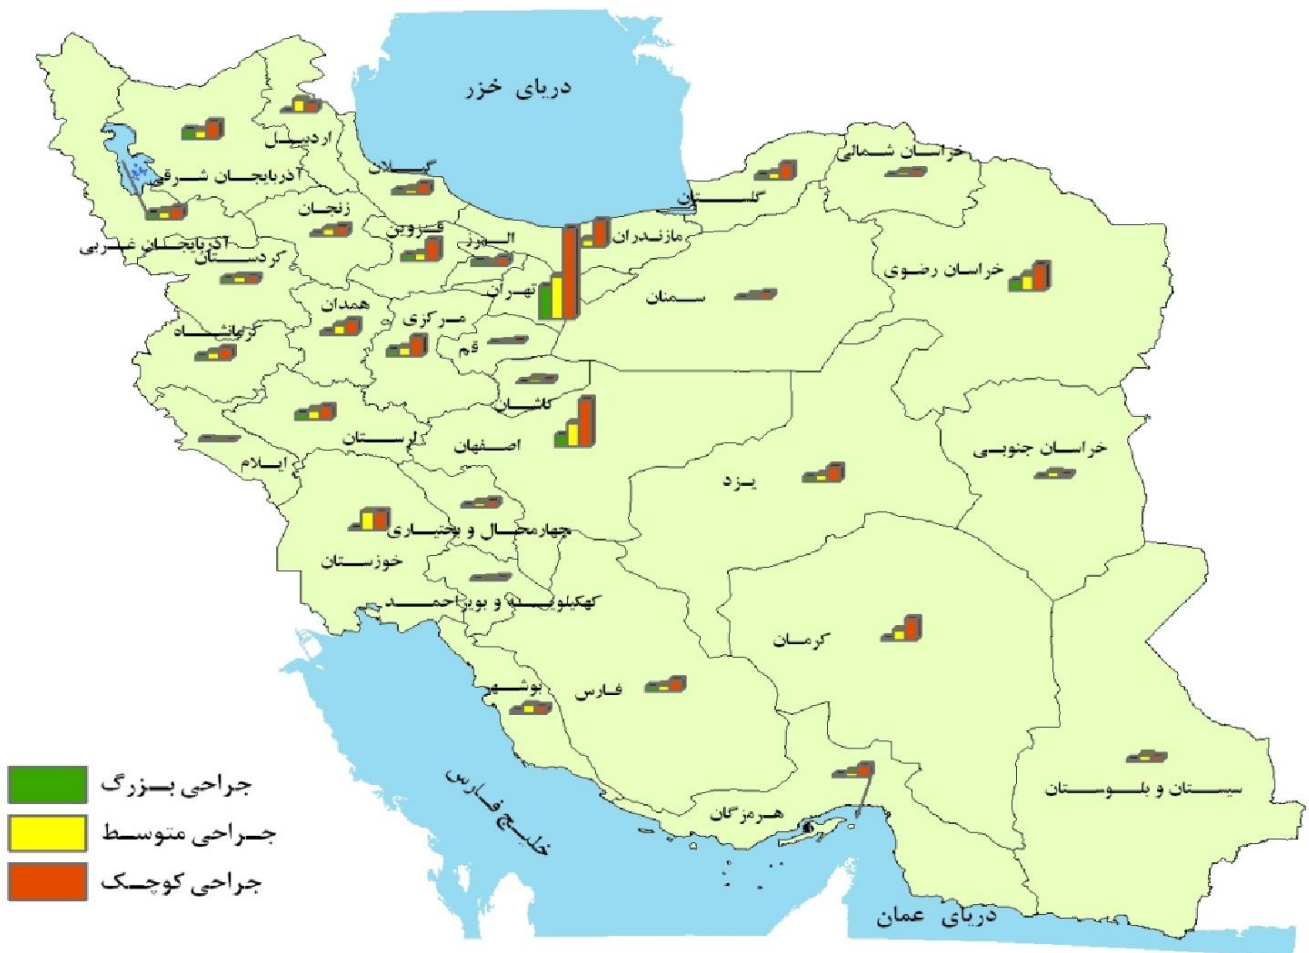 دریای خزر
اردبیل
آذربایجان شرقی
گیلان
خراسان شمالی
گلستان
زنجان
قزوین
البرز
مازندران
آذربایجان غربی
کردستان
خراسان رضوی
تهران
سمنان
همدان
مرکزی
کرمانشاه
قم
کاشان
لرستان
اصفهان
خراسان جنوبی
ایلام
یزد
چهارمحال و بختیاری
خوزستان
کهکیلویه و بویراحمد
کرمان
بوشهر
فارس
خلیج فارس
سیستان و بلوستان
هرمزگان
دریای عمان
جراحی بزرگ
جراحی متوسط
جراحی کوچک